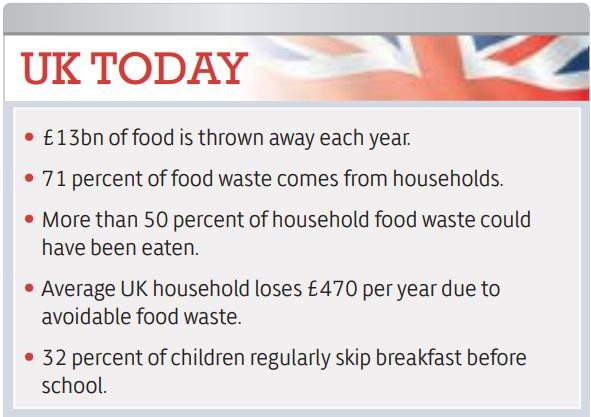 UK TODAY
• £13bn of food is thrown away each year.
• 71 percent of food waste comes from households.
• More than 50 percent of household food waste could
have been eaten.
• Average UK household loses £470 per year due to
avoidable food waste.
• 32 percent of children regularly skip breakfast before
school.